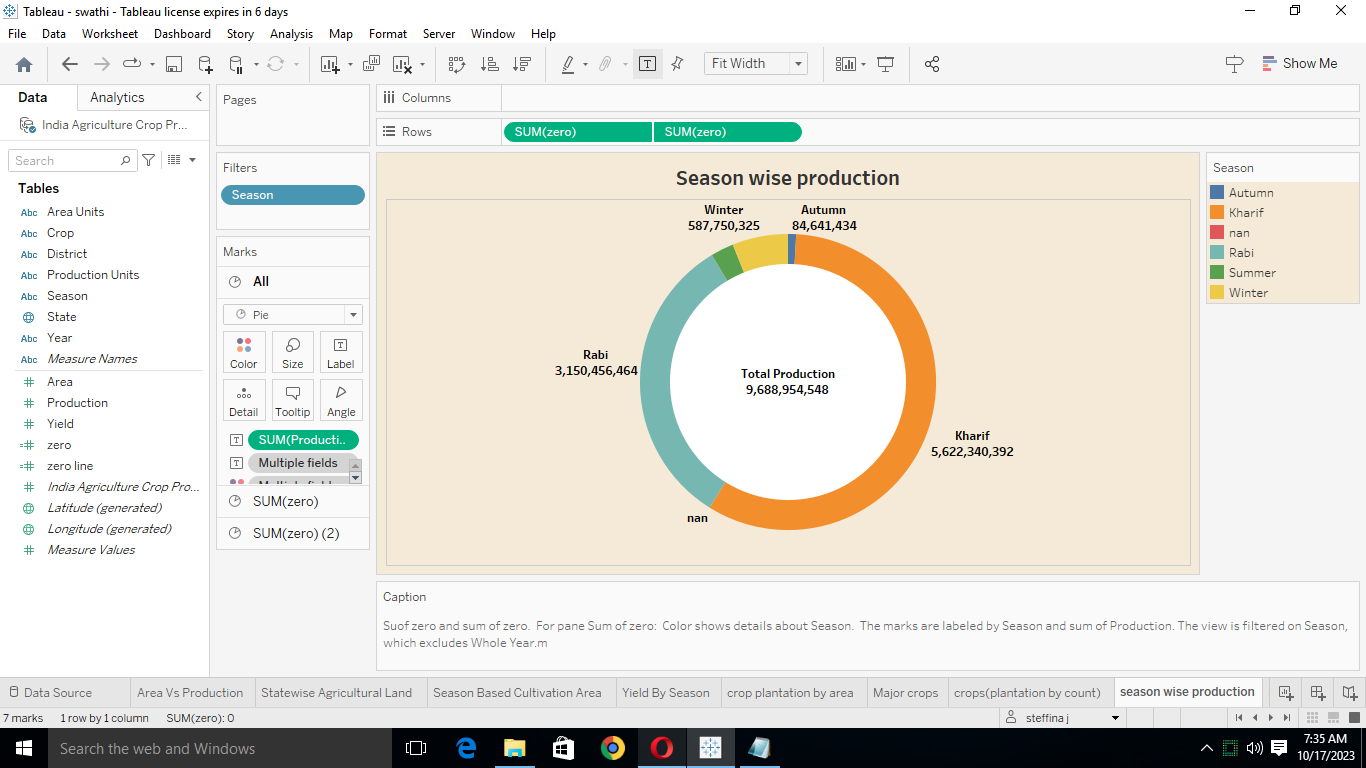 Tableau - swathi - Tableau license expires in 6 days
File Data Worksheet Dashboard Story Analysis Map Format Server Window Help
Fit Width
Show Me
Data Analytics
India Agriculture Crop Pr...
Search
Tables
Abc Area Units
Abc Crop
Abc District
Abc Production Units
Abc Season
State
Abc Year
Abc Measure Names
# Area
# Production
# Yield
=# zero
=# zero line
# India Agriculture Crop Pro...
Latitude (generated)
Longitude (generated)
# Measure Values
Pages
Filters
Season
Marks
All
Pie
Color Size Label
Detail Tooltip Angle
SUM(Producti..
Multiple fields
SUM(zero)
SUM(zero) (2)
Columns
Rows SUM(zero) SUM(zero)
Season wise production
Winter
587,750,325
Autumn
84,641,434
Rabi
3,150,456,464
Total Production
9,688,954,548
Kharif
5,622,340,392
nan
Season
Autumn
Kharif
nan
Rabi
Summer
Winter
Caption
Suof zero and sum of zero.  For pane Sum of zero:  Color shows details about Season.  The marks are labeled by Season and sum of Production. The view is filtered on Season,
which excludes Whole Year.m
Data Source Area Vs Production Statewise Agricultural Land Season Based Cultivation Area Yield By Season crop plantation by area Major crops crops(plantation by count) season wise production
7 marks 1 row by 1 column SUM(zero): 0 steffina j
Search the web and Windows
7:35 AM
10/17/2023